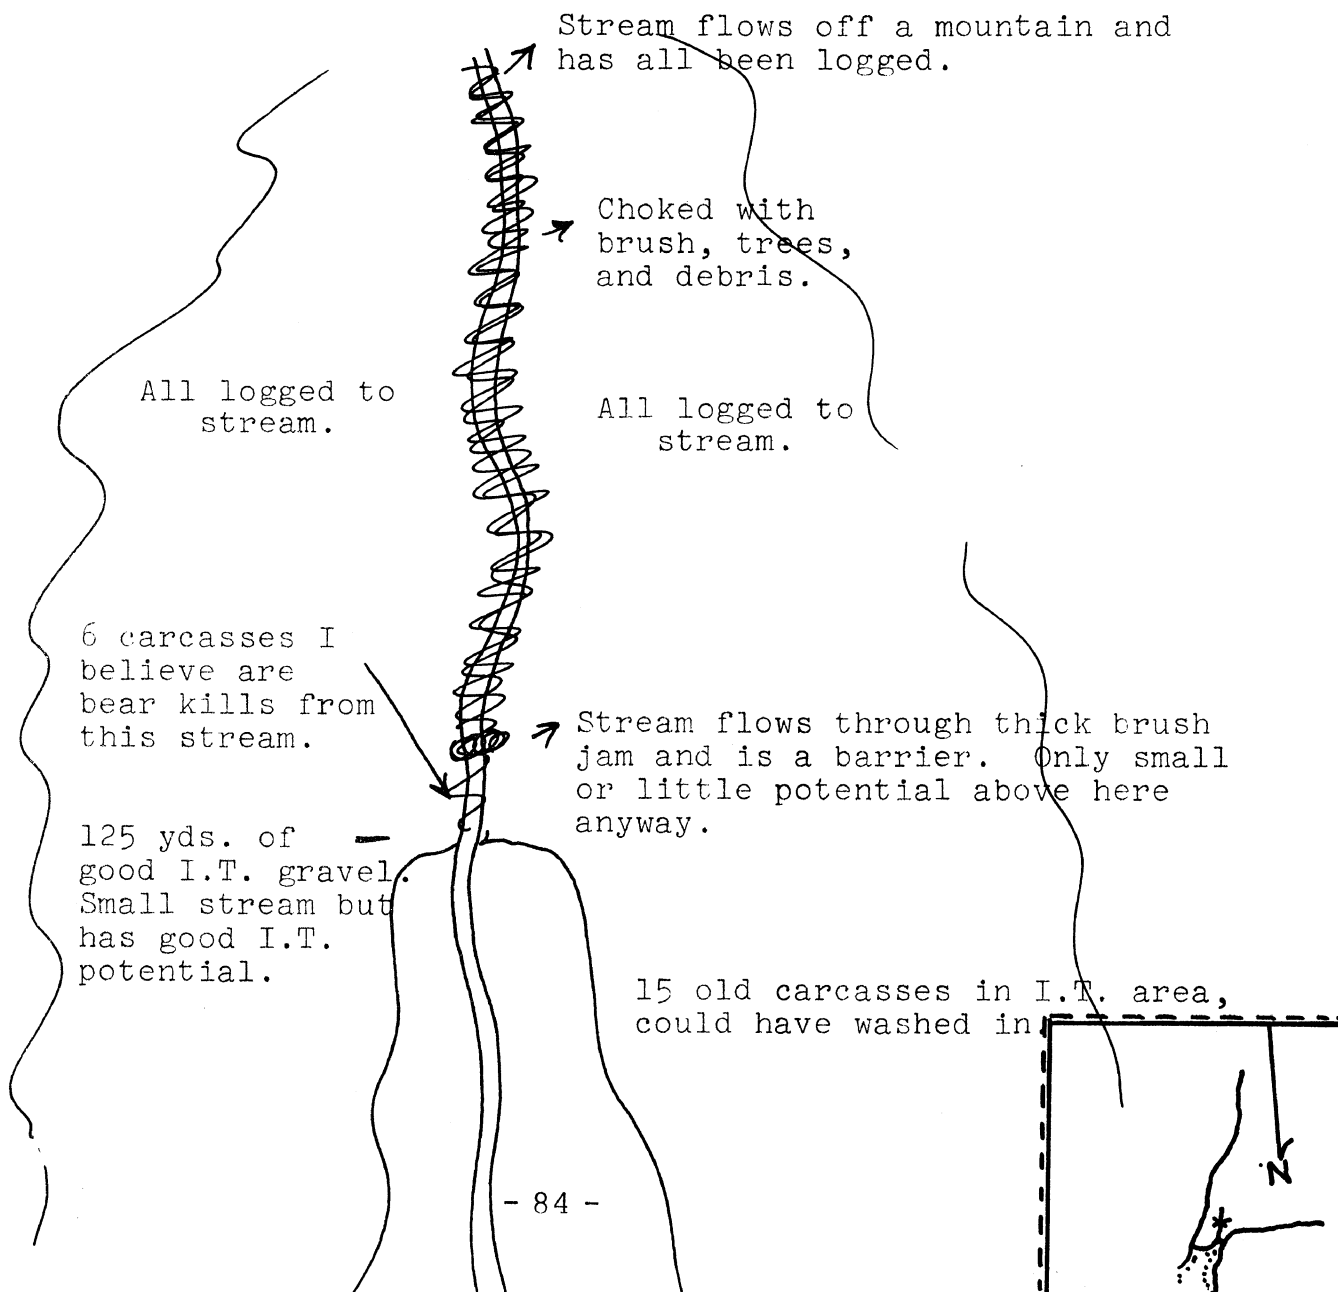 Stream flows off a mountain and
has all been logged.
Choked with
brush, trees,
and debris.
All logged to
stream.
All logged to
stream.
6 carcasses I
believe are
bear kills from
this stream.
Stream flows through thick brush
jam and is a barrier.  Only small
or little potential above here
anyway.
125 yds. of
good I.T. gravel.
Small stream but
has good I.T.
potential.
15 old carcasses in I.T. area,
could have washed in.
N
- 84 -